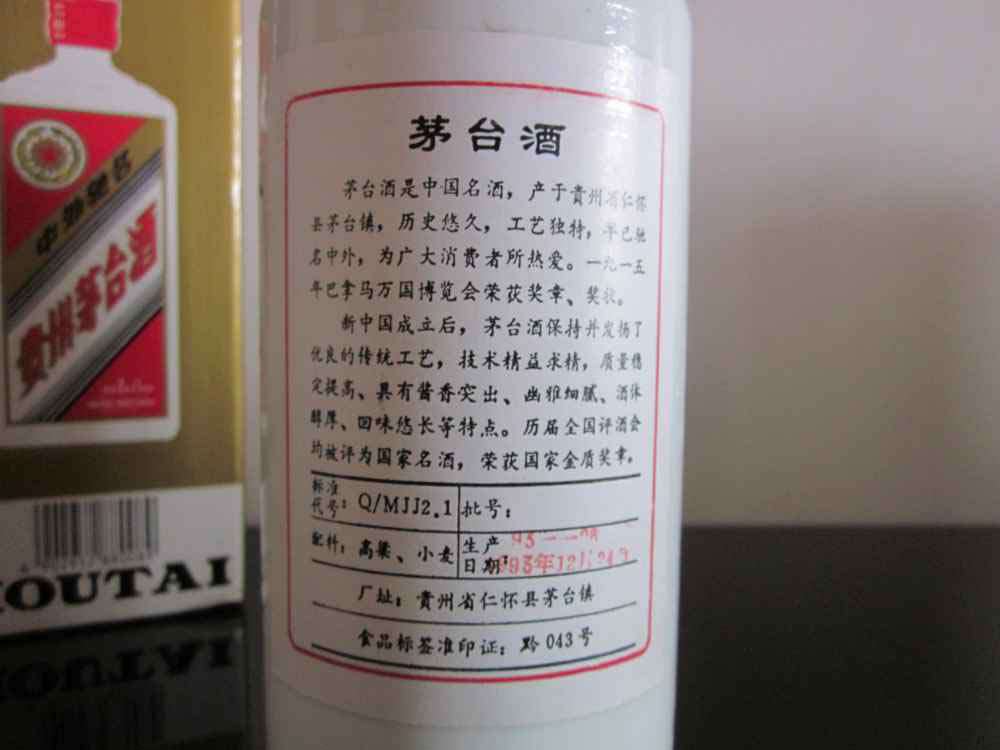 茅台酒
茅台酒是中国名酒，产于贵州省仁怀
县茅台镇，历史悠久，工艺独特，早已驰
名中外，为广大消费者所热爱。一九一五
年巴拿马万国博览会荣获奖章、奖状。
新中国成立后，茅台酒保持并发扬了
优良的传统工艺，技术精益求精，质量稳
定提高、具有酱香突出、幽雅细腻、酒体
醇厚、回味悠长等特点。历届全国评酒会
均被评为国家名酒，荣获国家金质奖章。
标准代号：Q/MJJ2.1 批号：
配料：高粱、小麦 生产日期：
厂址：贵州省仁怀县茅台镇
食品标签准印证：黔043号
中外驰名
贵州茅台酒
OUTAI